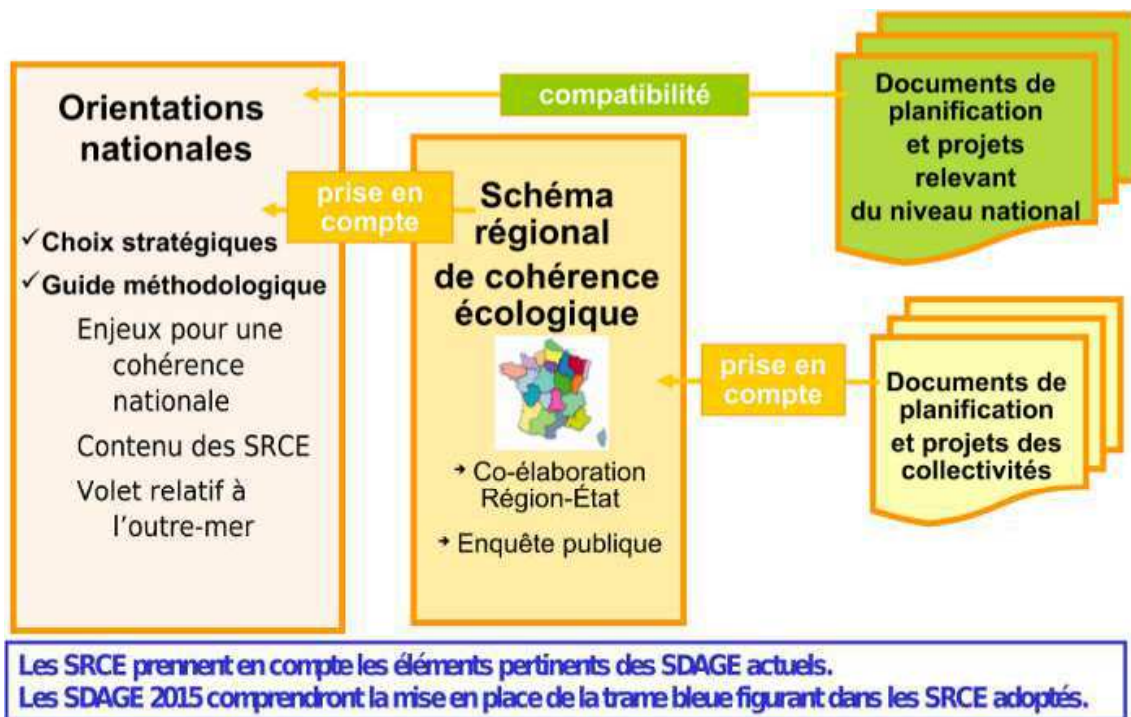 Orientations
nationales
✓Choix stratégiques
✓Guide méthodologique
Enjeux pour une
cohérence
nationale
Contenu des SRCE
Volet relatif à
l'outre-mer
compatibilité
prise en
compte
Schéma
régional
de cohérence
écologique
→ Co-élaboration
Région-État
→ Enquête publique
prise en
compte
Documents de
planification
et projets
relevant
du niveau national
Documents de
planification
et projets des
collectivités
Les SRCE prennent en compte les éléments pertinents des SDAGE actuels.
Les SDAGE 2015 comprendront la mise en place de la trame bleue figurant dans les SRCE adoptés.